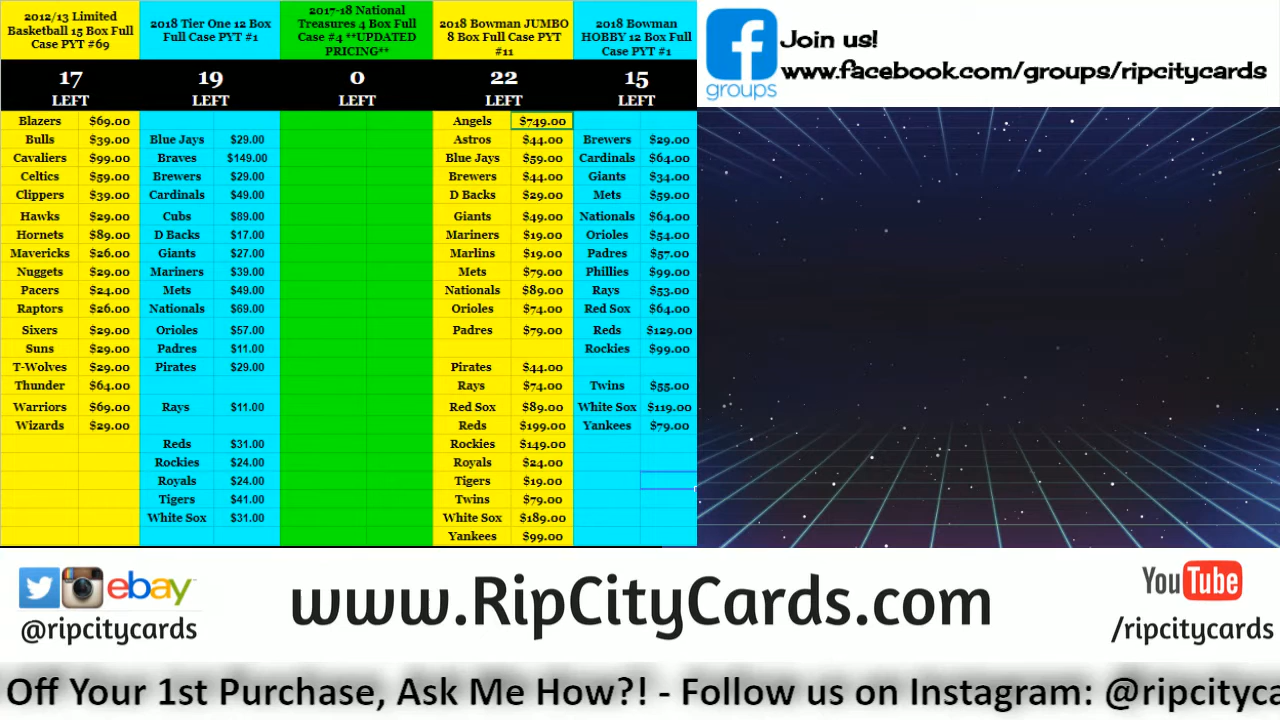 2012/13 Limited
Basketball 15 Box Full
Case PYT #69
17
LEFT
Blazers $69.00
Bulls $39.00
Cavaliers $99.00
Celtics $59.00
Clippers $39.00
Hawks $29.00
Hornets $89.00
Mavericks $26.00
Nuggets $29.00
Pacers $24.00
Raptors $26.00
Sixers $29.00
Suns $29.00
T-Wolves $29.00
Thunder $64.00
Warriors $69.00
Wizards $29.00
2018 Tier One 12 Box
Full Case PYT #1
19
LEFT
Blue Jays $29.00
Braves $149.00
Brewers $29.00
Cardinals $49.00
Cubs $89.00
D Backs $17.00
Giants $27.00
Mariners $39.00
Mets $49.00
Nationals $69.00
Orioles $57.00
Padres $11.00
Pirates $29.00
Rays $11.00
Reds $31.00
Rockies $24.00
Royals $24.00
Tigers $41.00
White Sox $31.00
2017-18 National
Treasures 4 Box Full
Case #4 **UPDATED
PRICING**
0
LEFT
2018 Bowman JUMBO
8 Box Full Case PYT
#11
22
LEFT
Angels $749.00
Astros $44.00
Blue Jays $59.00
Brewers $44.00
D Backs $29.00
Giants $49.00
Mariners $19.00
Marlins $19.00
Mets $79.00
Nationals $89.00
Orioles $74.00
Padres $79.00
Pirates $44.00
Rays $74.00
Red Sox $89.00
Reds $199.00
Rockies $149.00
Royals $24.00
Tigers $19.00
Twins $79.00
White Sox $189.00
Yankees $99.00
2018 Bowman
HOBBY 12 Box Full
Case PYT #1
15
LEFT
Brewers $29.00
Cardinals $64.00
Giants $34.00
Mets $59.00
Nationals $64.00
Orioles $54.00
Padres $57.00
Phillies $99.00
Rays $53.00
Red Sox $64.00
Reds $129.00
Rockies $99.00
Twins $55.00
White Sox $119.00
Yankees $79.00
groups
Join us!
www.facebook.com/groups/ripcitycards
ebay
@ripcitycards
www.RipCityCards.com
YouTube
/ripcitycards
Off Your 1st Purchase, Ask Me How?! - Follow us on Instagram: @ripcityca